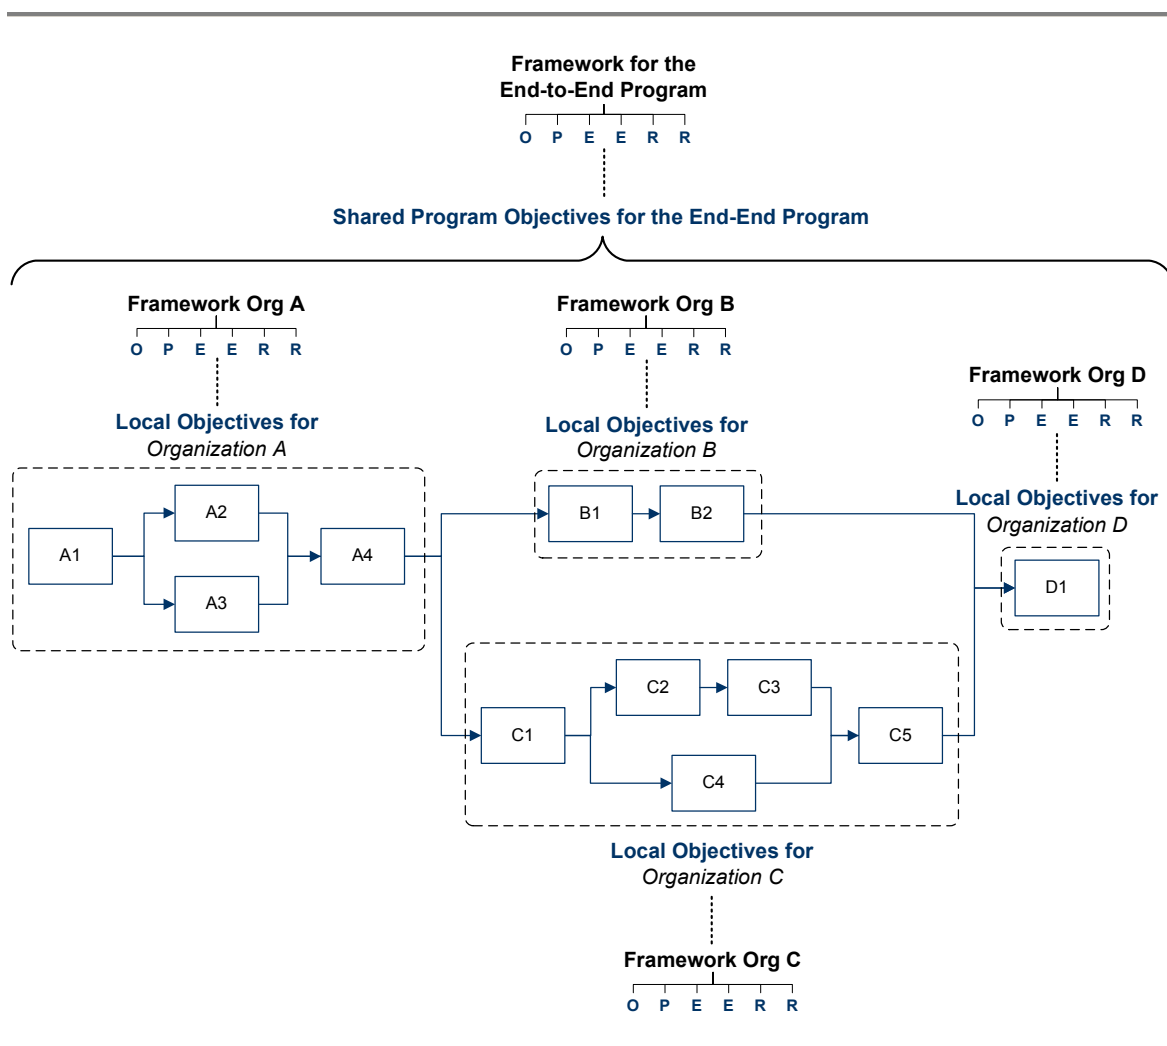 Framework for the
End-to-End Program
O P E E R R
Shared Program Objectives for the End-End Program
Framework Org A
O P E E R R
Local Objectives for
Organization A
Framework Org B
O P E E R R
Local Objectives for
Organization B
Framework Org D
O P E E R R
Local Objectives for
Organization D
A1
A2
A3
A4
B1
B2
D1
C1
C2
C3
C4
C5
Local Objectives for
Organization C
Framework Org C
O P E E R R